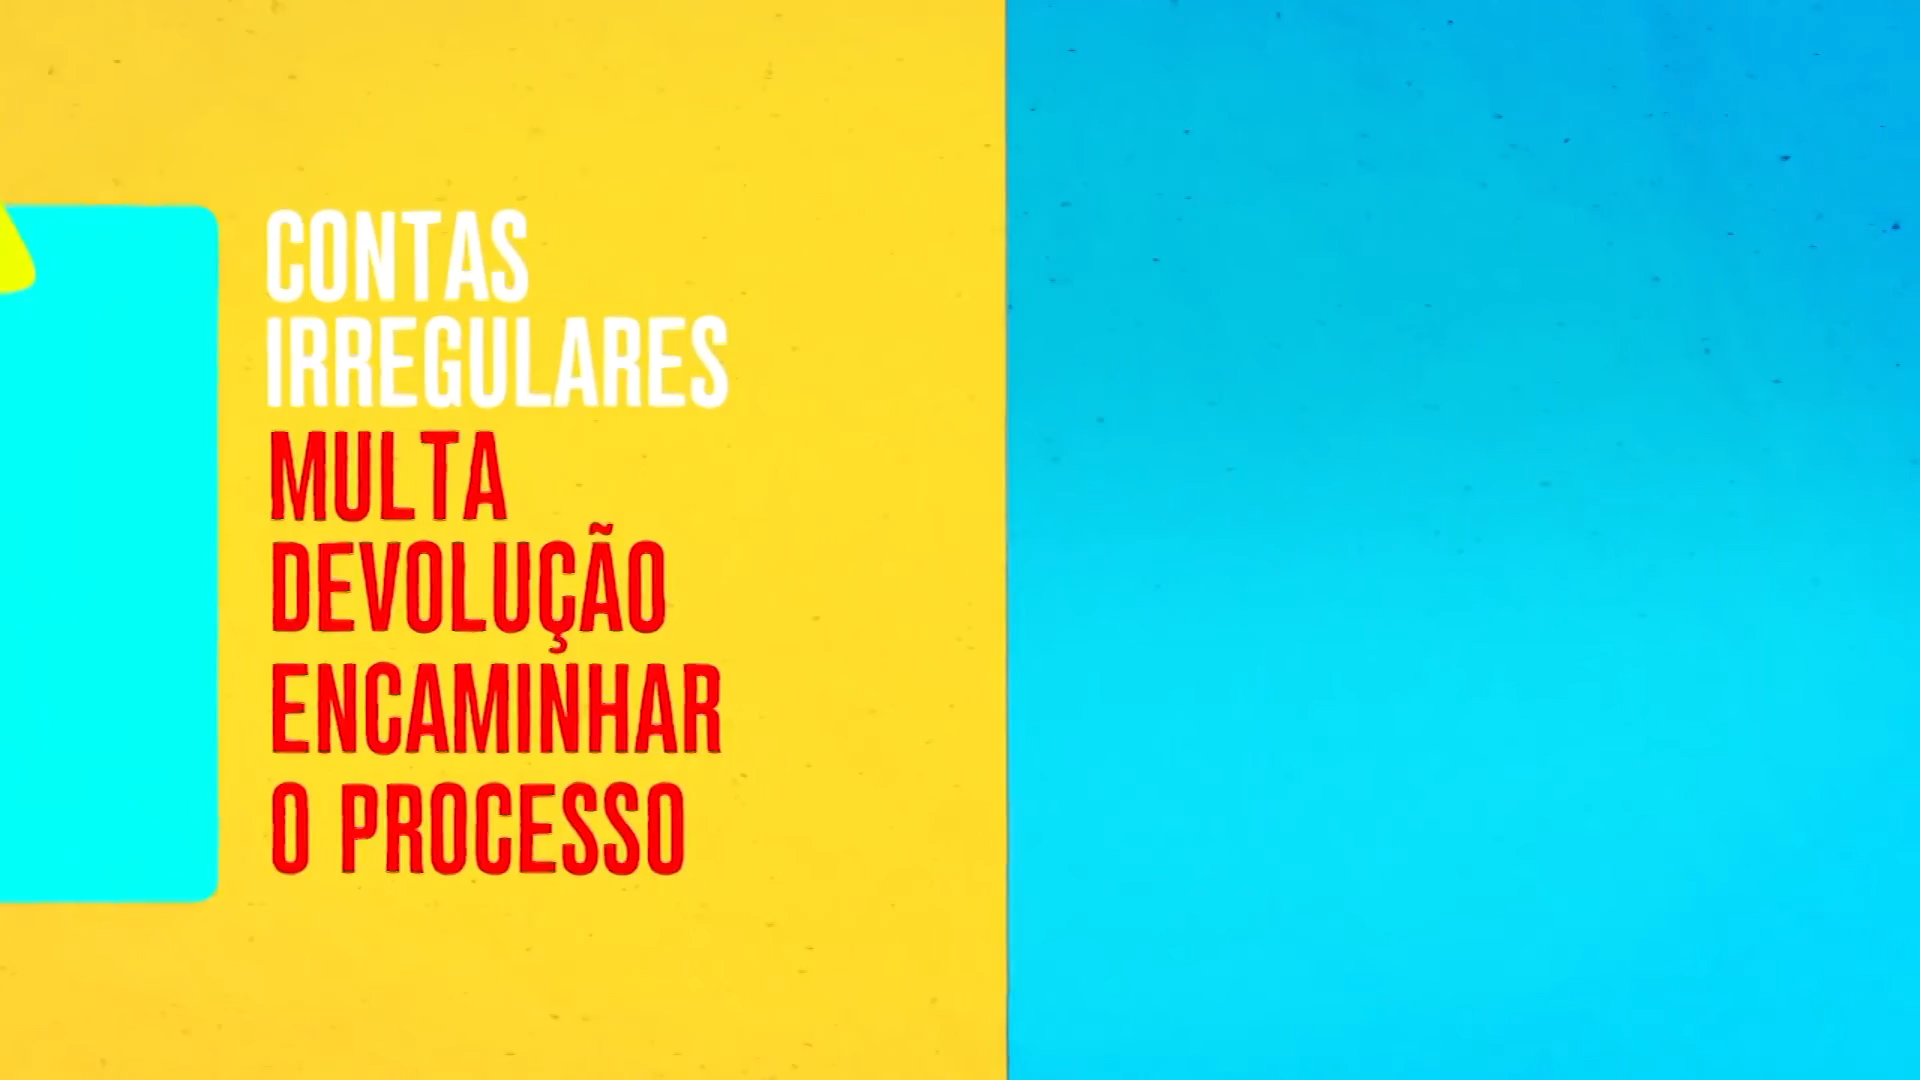 CONTAS
IRREGULARES
MULTA
DEVOLUÇÃO
ENCAMINHAR
O PROCESSO